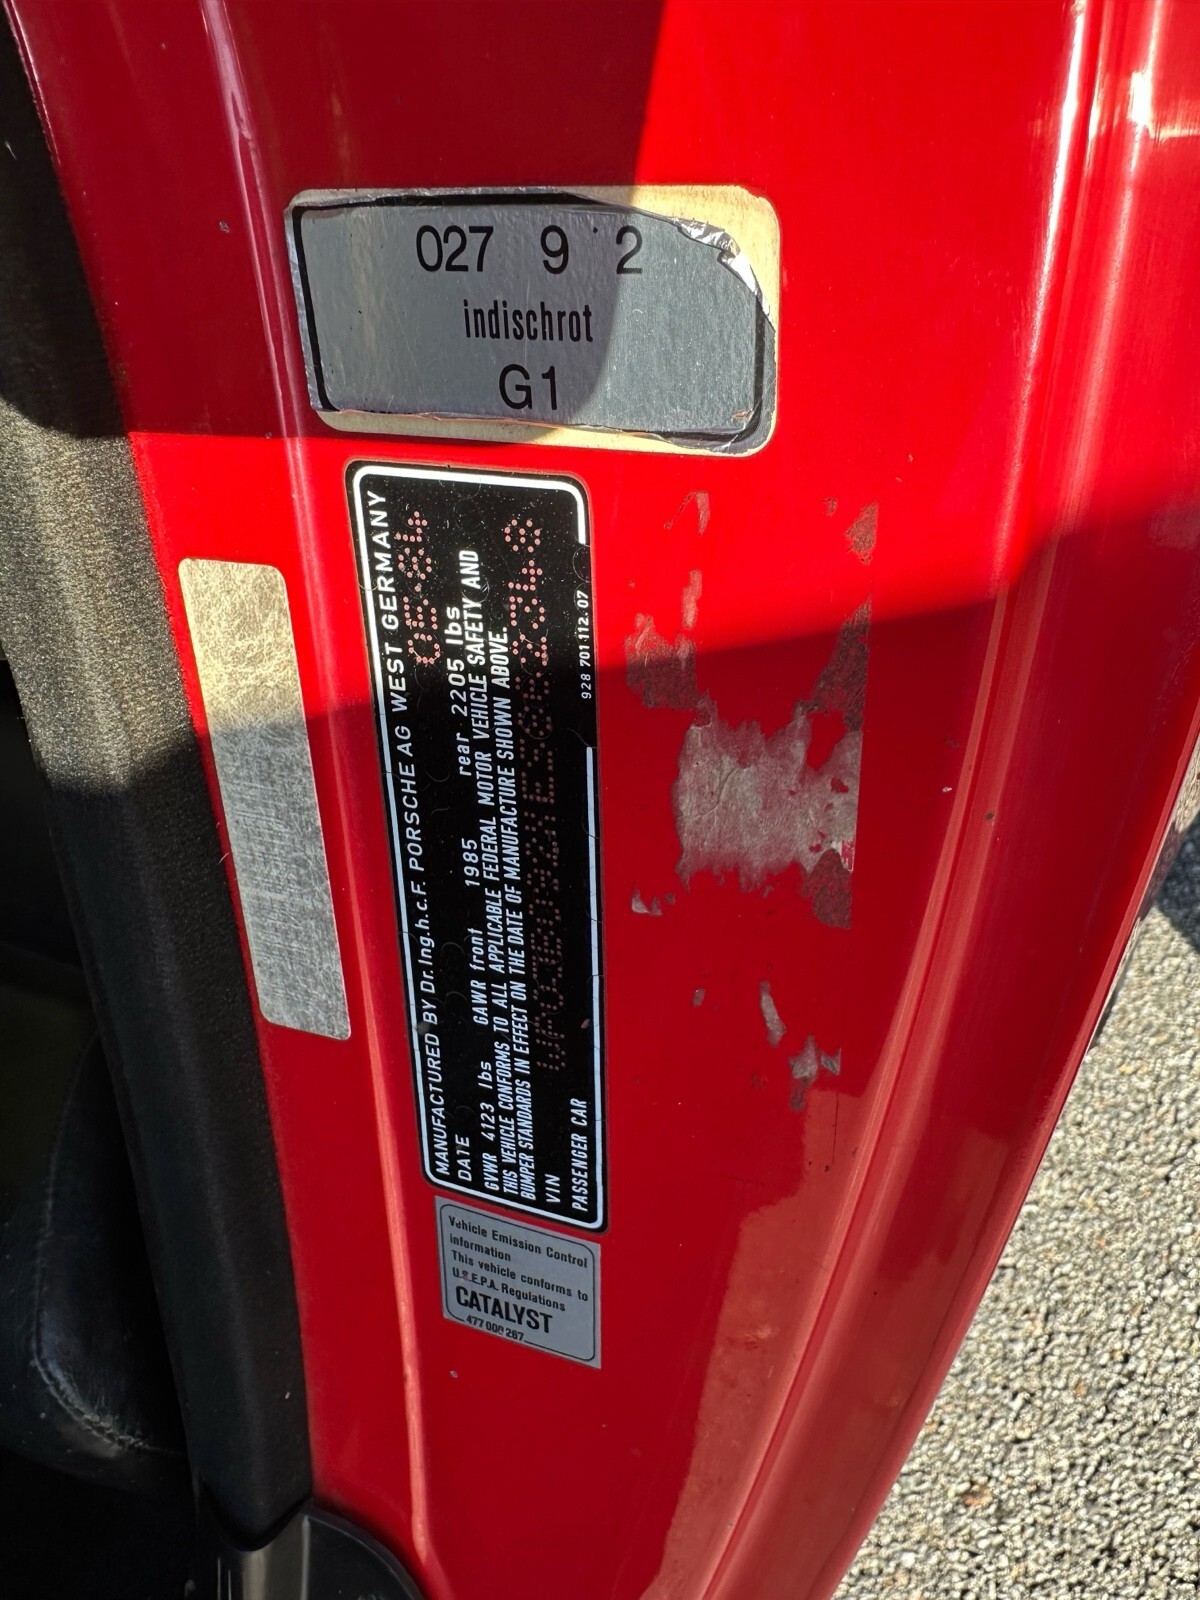 027 9 2
indischrot
G1
MANUFACTURED BY Dr.Ing.h.c.F. PORSCHE AG WEST GERMANY
DATE
GVWR 4123 lbs GAWR front 1985 rear 2205 lbs
THIS VEHICLE CONFORMS TO ALL APPLICABLE FEDERAL MOTOR VEHICLE SAFETY AND
BUMPER STANDARDS IN EFFECT ON THE DATE OF MANUFACTURE SHOWN ABOVE.
VIN
PASSENGER CAR 928 701 112.07
Vehicle Emission Control
information
This vehicle conforms to
U.S.E.P.A. Regulations
CATALYST
477 000 267